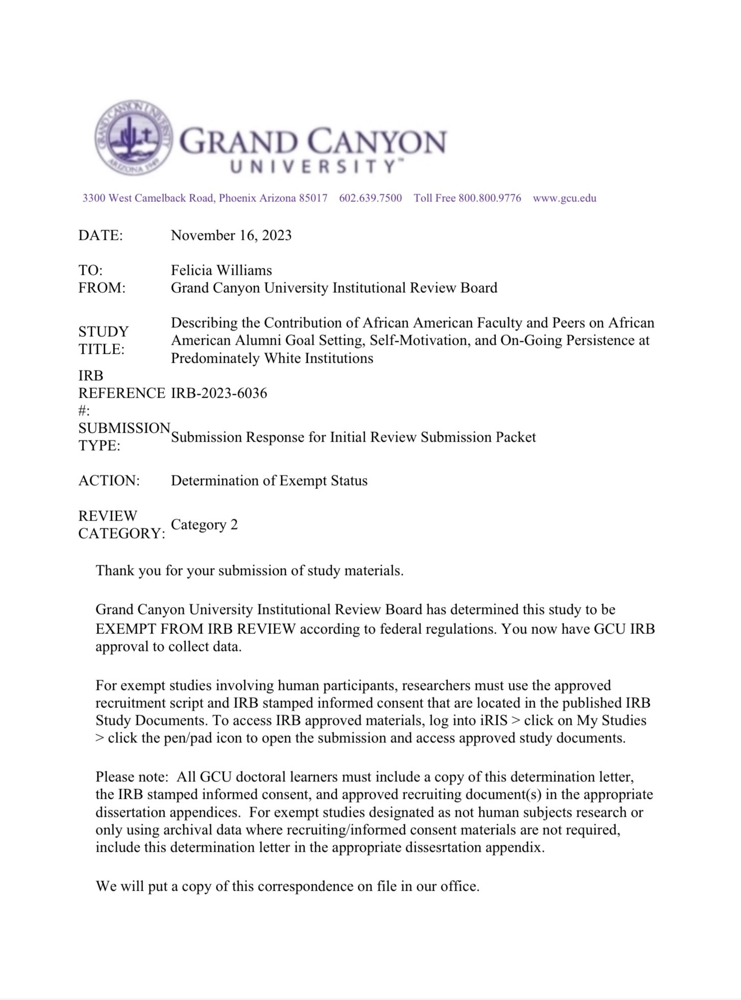 GRAND CANYON UNIVERSITY
ARIZONA 1949
GRAND CANYON
UNIVERSITY™
3300 West Camelback Road, Phoenix Arizona 85017 602.639.7500 Toll Free 800.800.9776 www.gcu.edu
DATE: November 16, 2023
TO: Felicia Williams
FROM: Grand Canyon University Institutional Review Board
STUDY TITLE: Describing the Contribution of African American Faculty and Peers on African
American Alumni Goal Setting, Self-Motivation, and On-Going Persistence at
Predominately White Institutions
IRB
REFERENCE IRB-2023-6036
#:
SUBMISSION
TYPE: Submission Response for Initial Review Submission Packet
ACTION: Determination of Exempt Status
REVIEW
CATEGORY: Category 2
Thank you for your submission of study materials.
Grand Canyon University Institutional Review Board has determined this study to be
EXEMPT FROM IRB REVIEW according to federal regulations. You now have GCU IRB
approval to collect data.
For exempt studies involving human participants, researchers must use the approved
recruitment script and IRB stamped informed consent that are located in the published IRB
Study Documents. To access IRB approved materials, log into iRIS > click on My Studies
> click the pen/pad icon to open the submission and access approved study documents.
Please note:  All GCU doctoral learners must include a copy of this determination letter,
the IRB stamped informed consent, and approved recruiting document(s) in the appropriate
dissertation appendices.  For exempt studies designated as not human subjects research or
only using archival data where recruiting/informed consent materials are not required,
include this determination letter in the appropriate dissesrtation appendix.
We will put a copy of this correspondence on file in our office.